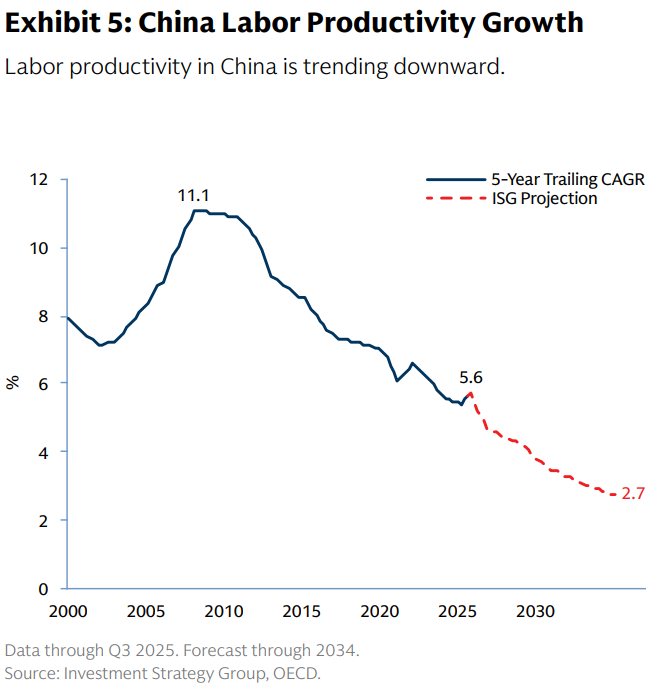 Exhibit 5: China Labor Productivity Growth
Labor productivity in China is trending downward.
5-Year Trailing CAGR
ISG Projection
12
11.1
10
8
6
5.6
%
4
2.7
2
0
2000 2005 2010 2015 2020 2025 2030
Data through Q3 2025. Forecast through 2034.
Source: Investment Strategy Group, OECD.